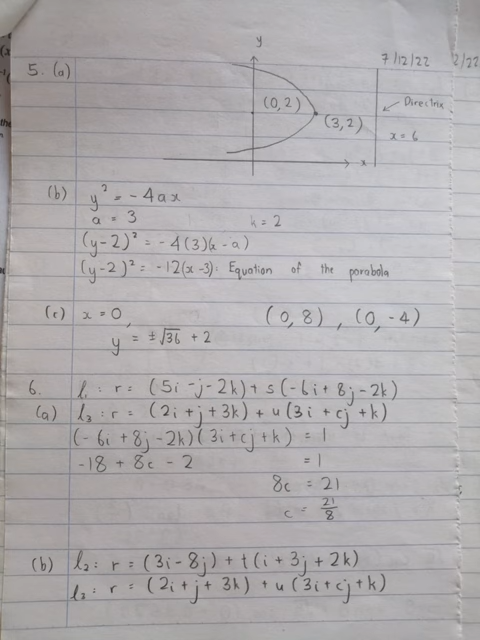 7/12/22
2/22
5. (a)
y
(0,2)
(3,2)
Directrix
x = 6
x
(b) y² = -4ax
a = 3 k = 2
(y-2)² = -4(3)(x-a)
(y-2)² = -12(x-3): Equation of the parabola
(c) x = 0, (0,8), (0,-4)
y = ±√36 + 2
6. l₁: r = (5i -j -2k) + s(-6i + 8j -2k)
(a) l₃: r = (2i + j + 3k) + u(3i + cj + k)
(-6i + 8j -2k)(3i + cj + k) = 1
-18 + 8c - 2 = 1
8c = 21
c = 21/8
(b) l₂: r = (3i - 8j) + t(i + 3j + 2k)
l₃: r = (2i + j + 3k) + u(3i + cj + k)